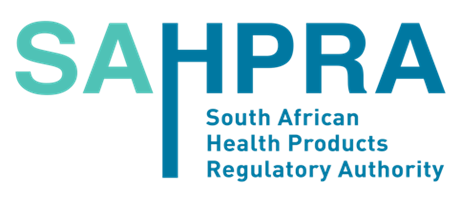 SAHPRA
South African
Health Products
Regulatory Authority